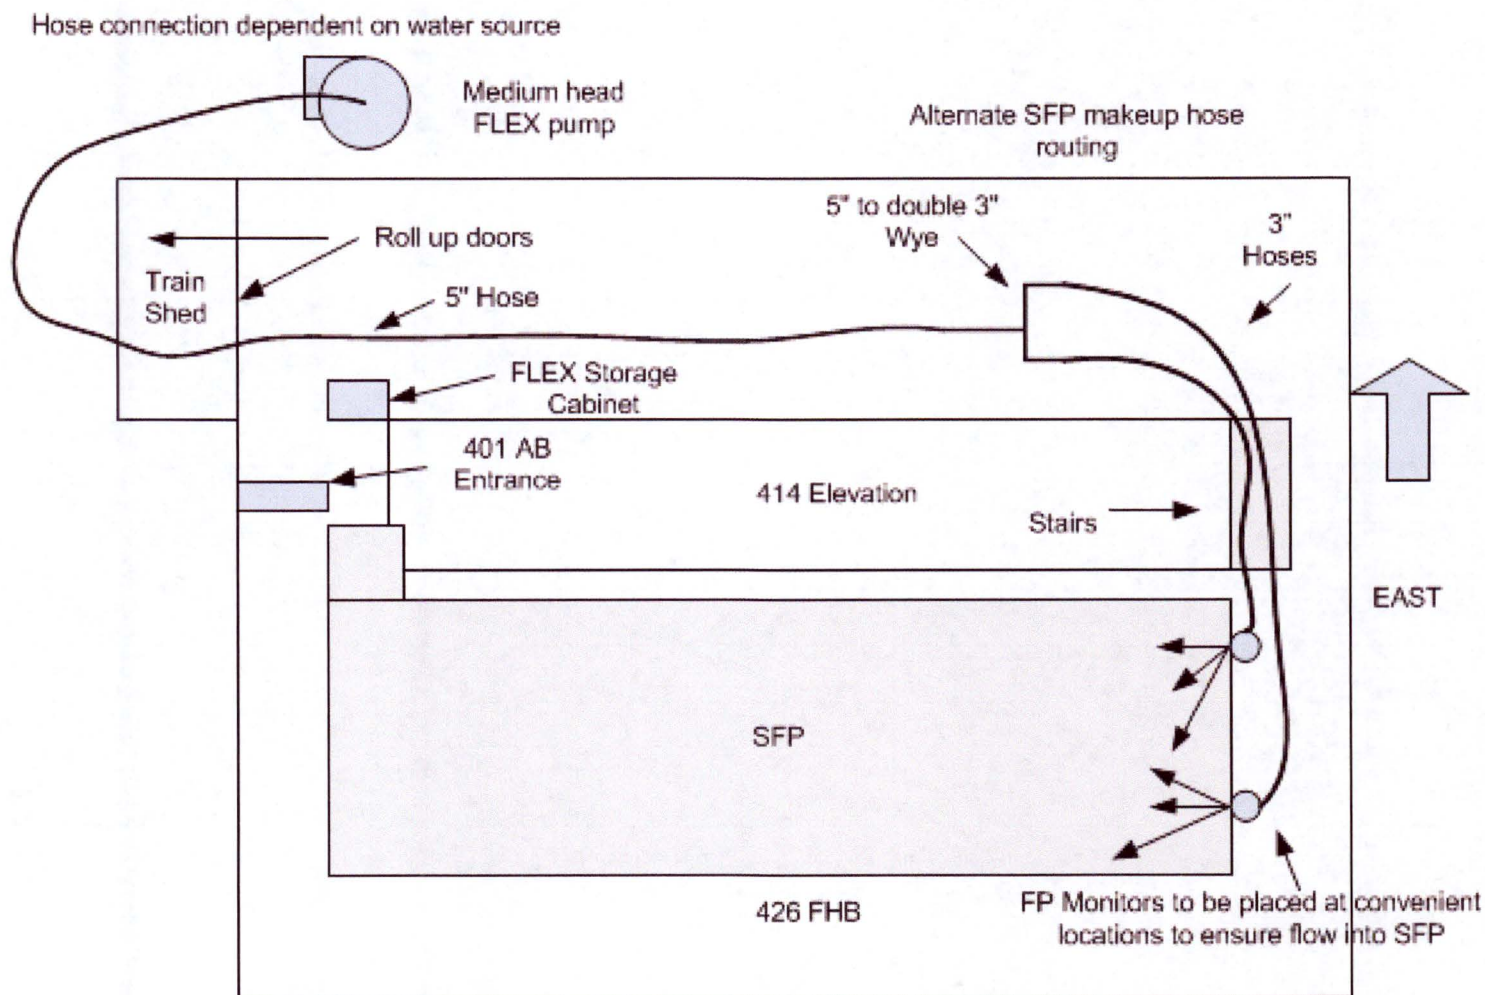 Hose connection dependent on water source
Medium head
FLEX pump
Alternate SFP makeup hose
routing
5" to double 3"
Wye
3"
Hoses
Roll up doors
Train
Shed
5" Hose
FLEX Storage
Cabinet
401 AB
Entrance
414 Elevation
Stairs
EAST
SFP
426 FHB
FP Monitors to be placed at convenient
locations to ensure flow into SFP